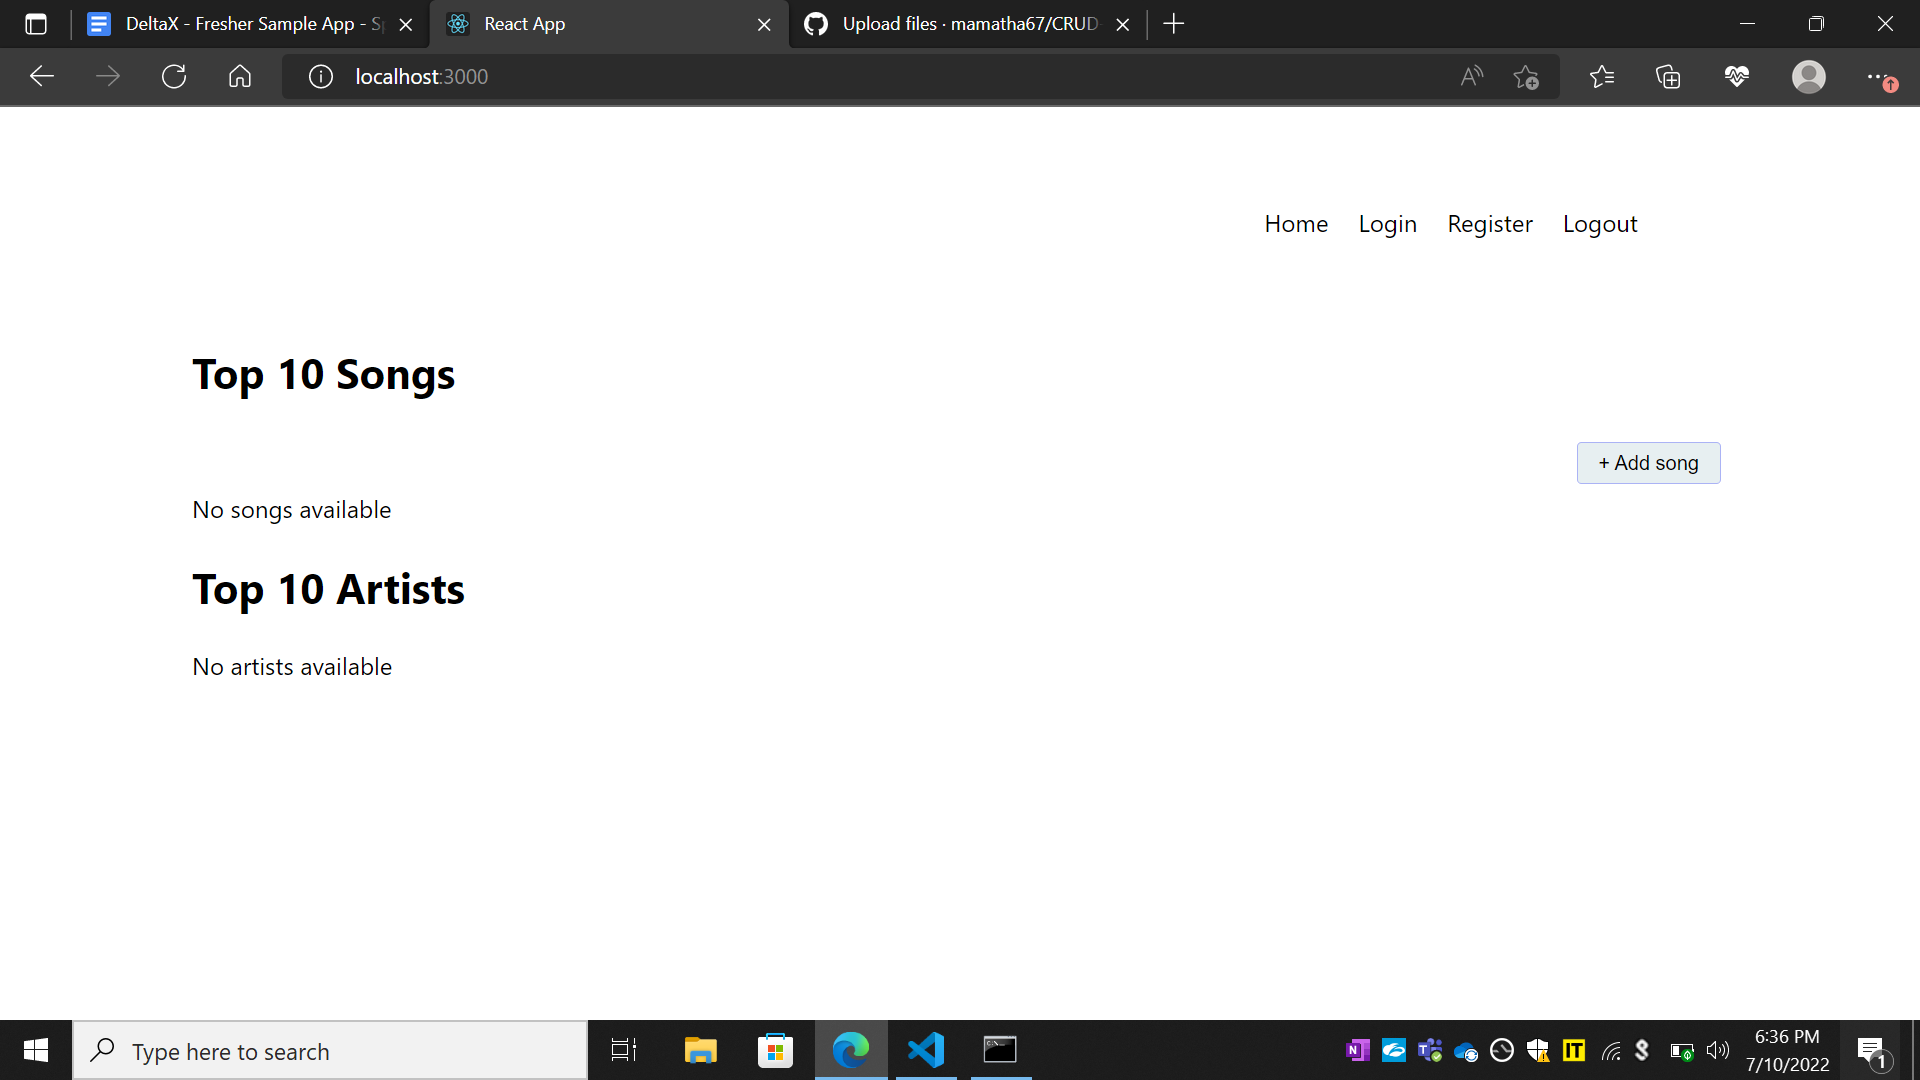 DeltaX - Fresher Sample App - Sp
React App
Upload files · mamatha67/CRUD-
localhost:3000
Home Login Register Logout
Top 10 Songs
+ Add song
No songs available
Top 10 Artists
No artists available
Type here to search
6:36 PM
7/10/2022
1